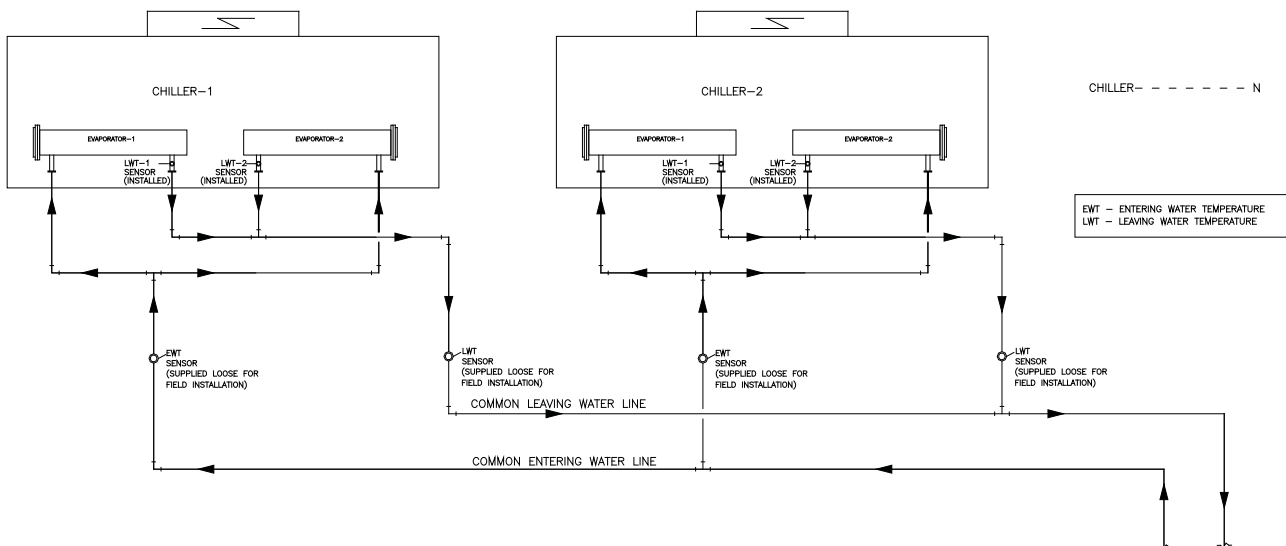 CHILLER-1
EVAPORATOR-1
EVAPORATOR-2
LWT-1
SENSOR
(INSTALLED)
LWT-2
SENSOR
(INSTALLED)
CHILLER-2
EVAPORATOR-1
EVAPORATOR-2
LWT-1
SENSOR
(INSTALLED)
LWT-2
SENSOR
(INSTALLED)
CHILLER- - - - - - - - N
EWT - ENTERING WATER TEMPERATURE
LWT - LEAVING WATER TEMPERATURE
EWT
SENSOR
(SUPPLIED LOOSE FOR
FIELD INSTALLATION)
LWT
SENSOR
(SUPPLIED LOOSE FOR
FIELD INSTALLATION)
EWT
SENSOR
(SUPPLIED LOOSE FOR
FIELD INSTALLATION)
LWT
SENSOR
(SUPPLIED LOOSE FOR
FIELD INSTALLATION)
COMMON LEAVING WATER LINE
COMMON ENTERING WATER LINE